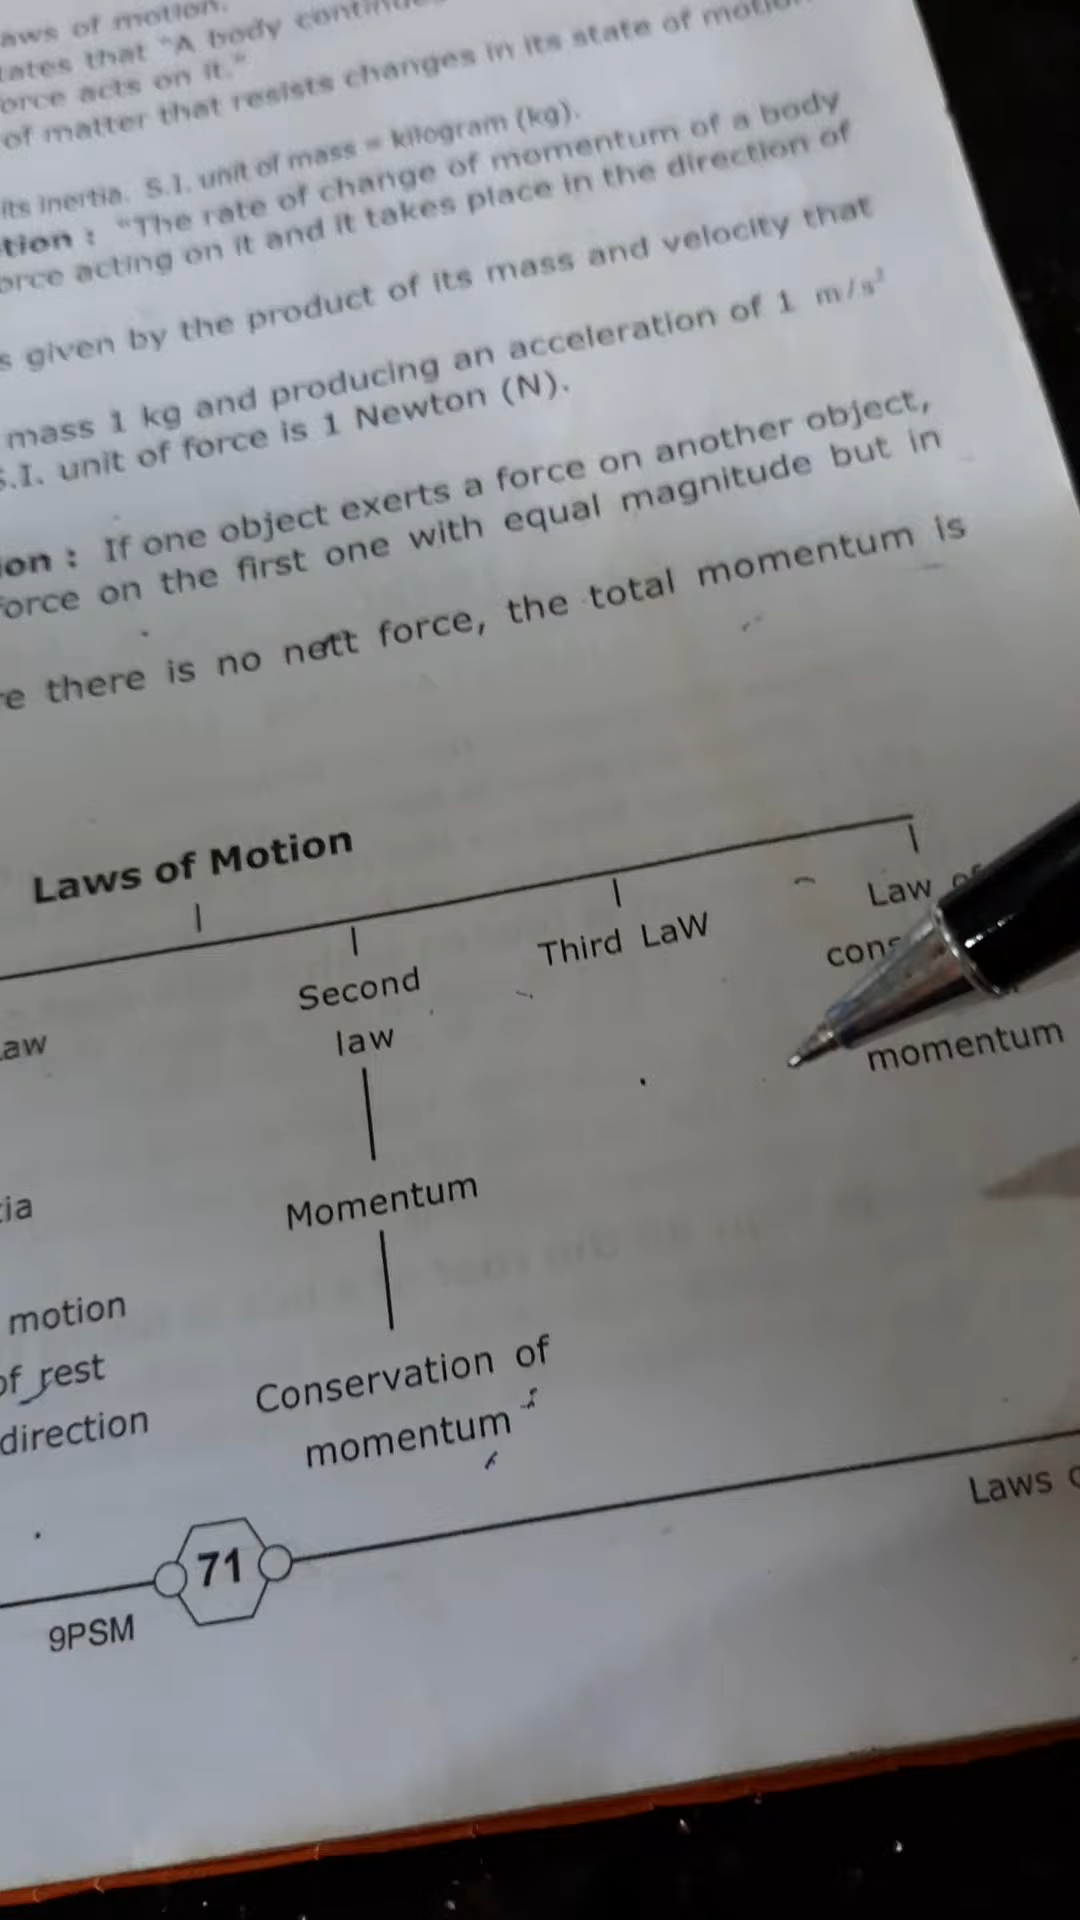 aws of motion.
tates that "A body
orce acts on it."
of matter that resists changes in its state of
its inertia. S.I. unit of mass = kilogram (kg).
tion : "The rate of change of momentum of a body
orce acting on it and it takes place in the direction of
s given by the product of its mass and velocity that
mass 1 kg and producing an acceleration of 1 m/s²
S.I. unit of force is 1 Newton (N).
ion : If one object exerts a force on another object,
force on the first one with equal magnitude but in
re there is no nett force, the total momentum is
Laws of Motion
Law of
Third LaW
cons
Second
law
aw
momentum
Momentum
tia
motion
of rest
direction
Conservation of
momentum
Laws
71
9PSM